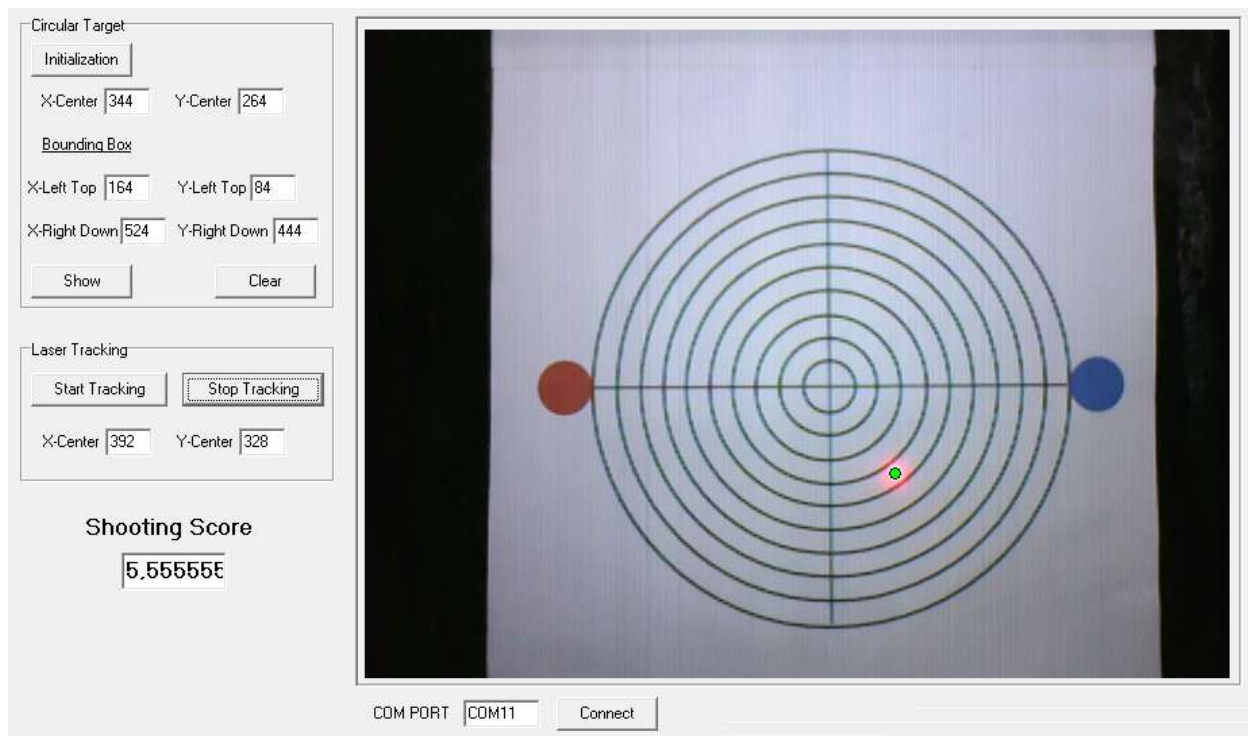 Circular Target
Initialization
X-Center 344 Y-Center 264
Bounding Box
X-Left Top 164 Y-Left Top 84
X-Right Down 524 Y-Right Down 444
Show Clear
Laser Tracking
Start Tracking Stop Tracking
X-Center 392 Y-Center 328
Shooting Score
5,555555
COM PORT COM11 Connect